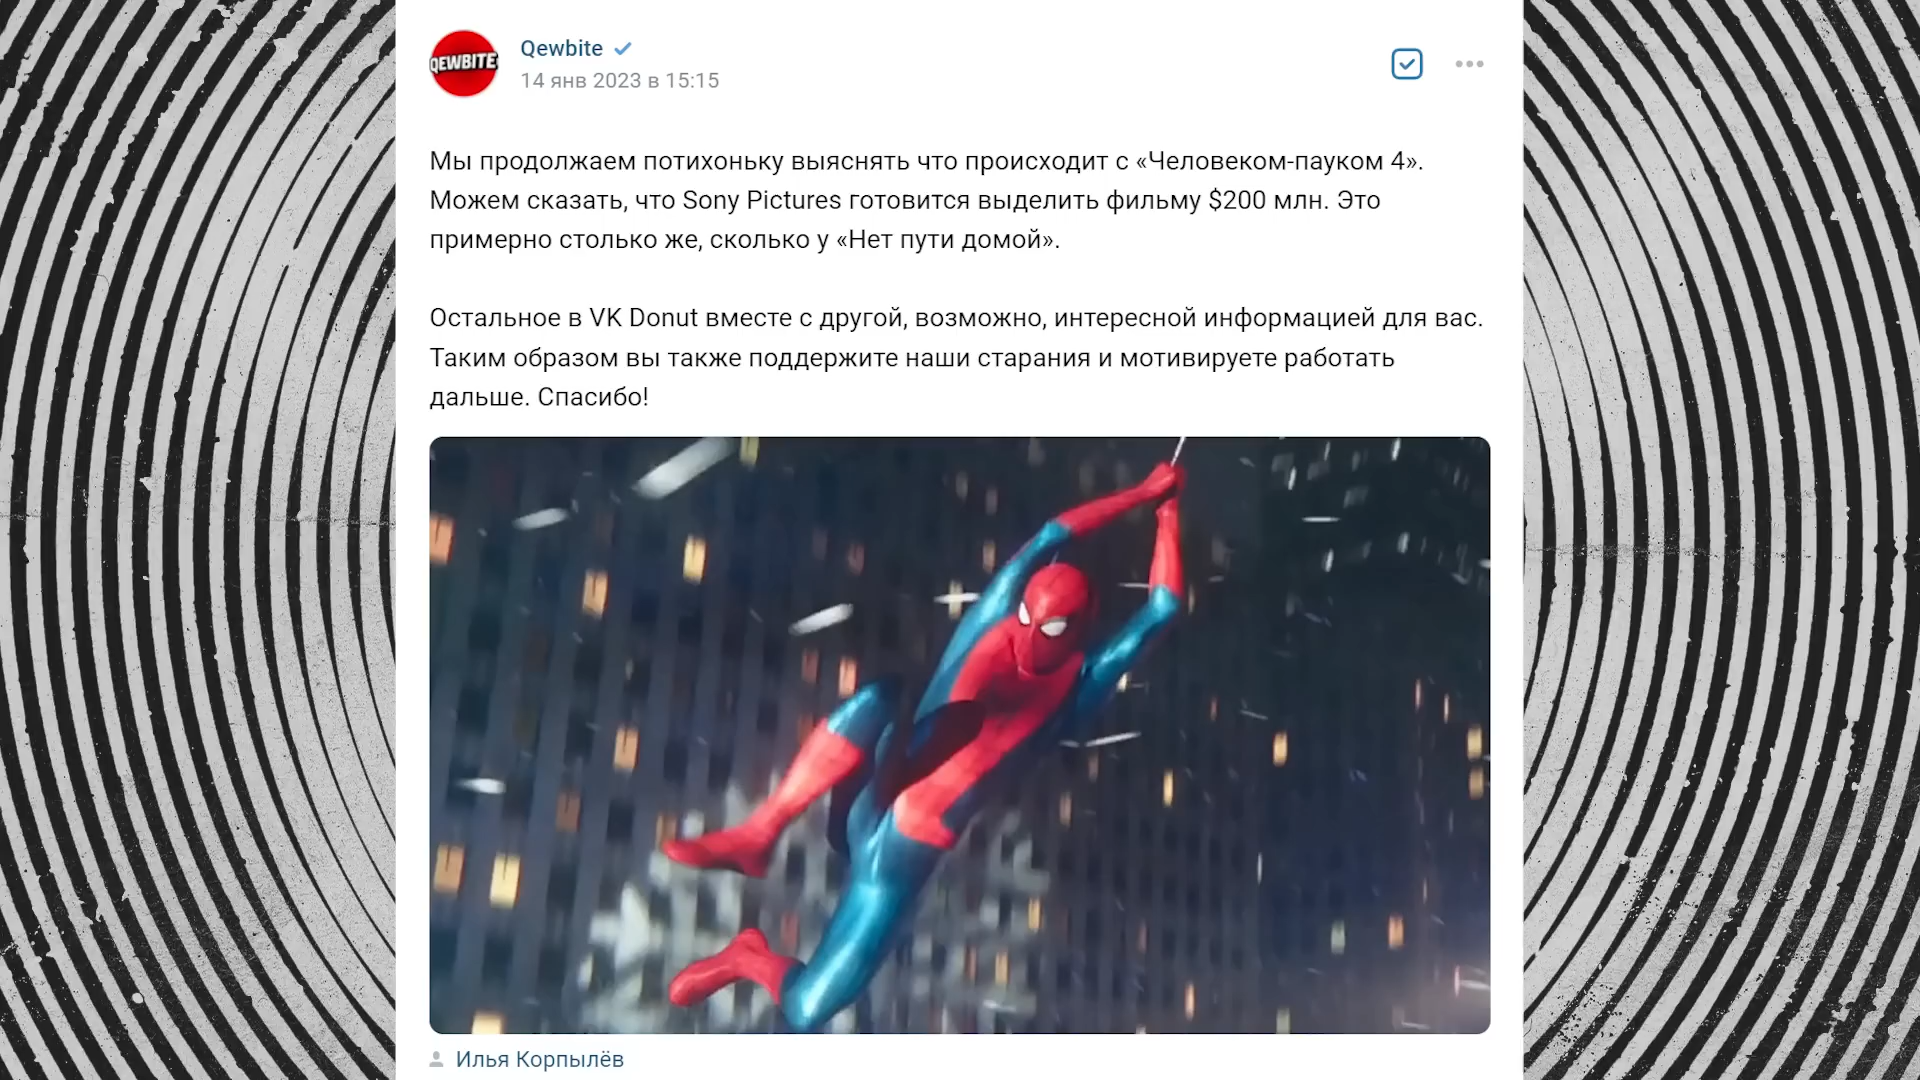 QEWBITE
Qewbite
14 янв 2023 в 15:15
Мы продолжаем потихоньку выяснять что происходит с «Человеком-пауком 4».
Можем сказать, что Sony Pictures готовится выделить фильму $200 млн. Это
примерно столько же, сколько у «Нет пути домой».
Остальное в VK Donut вместе с другой, возможно, интересной информацией для вас.
Таким образом вы также поддержите наши старания и мотивируете работать
дальше. Спасибо!
Илья Корпылёв